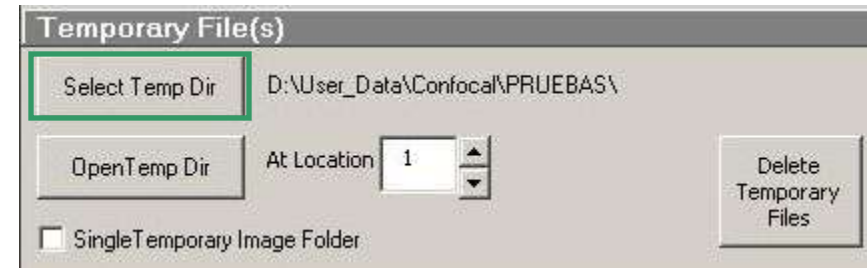 Temporary File(s)
Select Temp Dir D:\User_Data\Confocal\PRUEBAS\
OpenTemp Dir At Location 1
Delete
Temporary
Files
SingleTemporary Image Folder